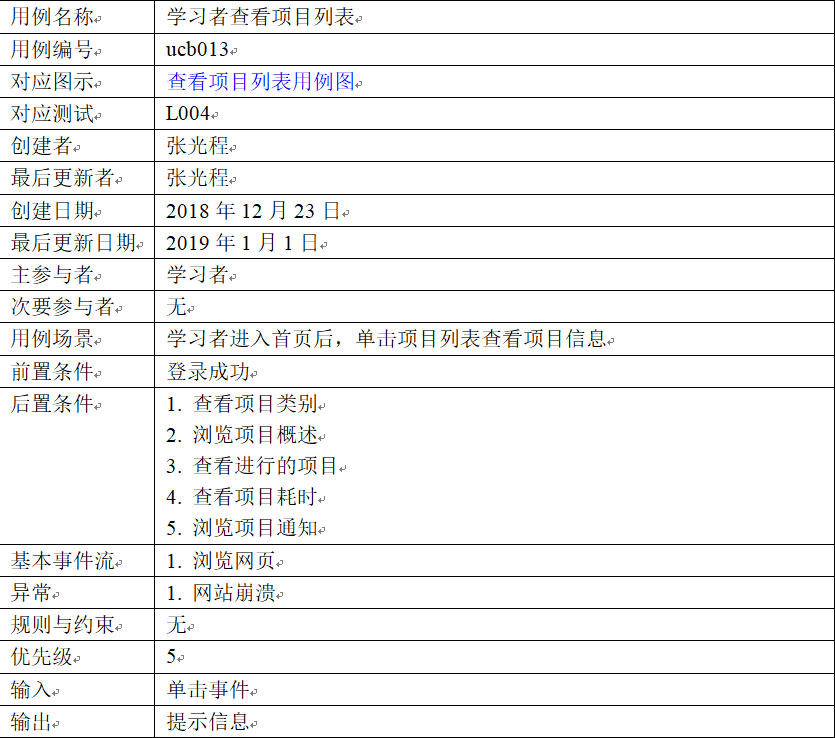 用例名称 学习者查看项目列表
用例编号 ucb013
对应图示 查看项目列表用例图
对应测试 L004
创建者 张光程
最后更新者 张光程
创建日期 2018 年 12 月 23 日
最后更新日期 2019 年 1 月 1 日
主参与者 学习者
次要参与者 无
用例场景 学习者进入首页后，单击项目列表查看项目信息
前置条件 登录成功
后置条件 1. 查看项目类别
2. 浏览项目概述
3. 查看进行的项目
4. 查看项目耗时
5. 浏览项目通知
基本事件流 1. 浏览网页
异常 1. 网站崩溃
规则与约束 无
优先级 5
输入 单击事件
输出 提示信息